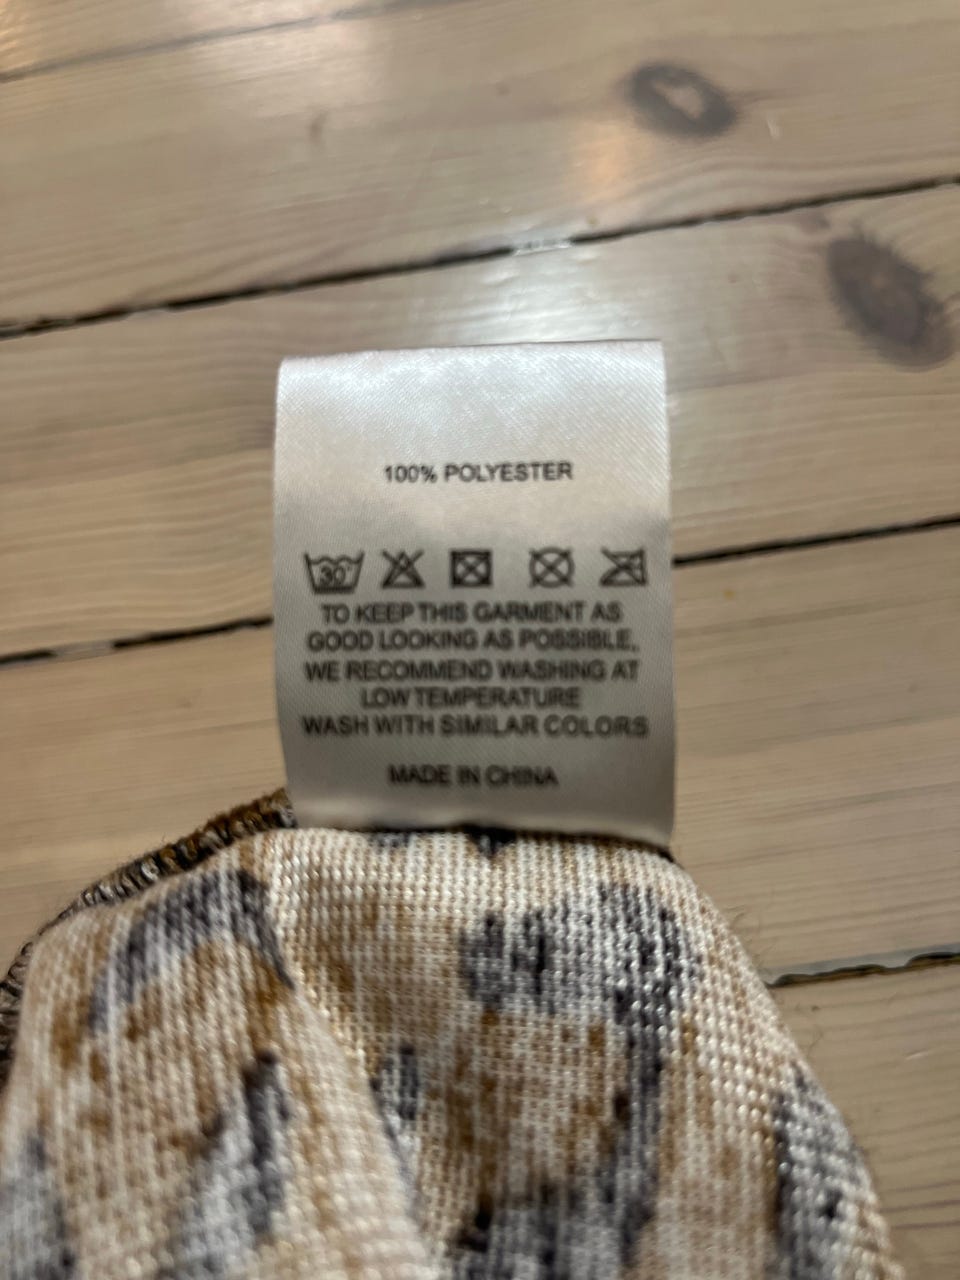 100% POLYESTER
30°
TO KEEP THIS GARMENT AS
GOOD LOOKING AS POSSIBLE,
WE RECOMMEND WASHING AT
LOW TEMPERATURE
WASH WITH SIMILAR COLORS
MADE IN CHINA